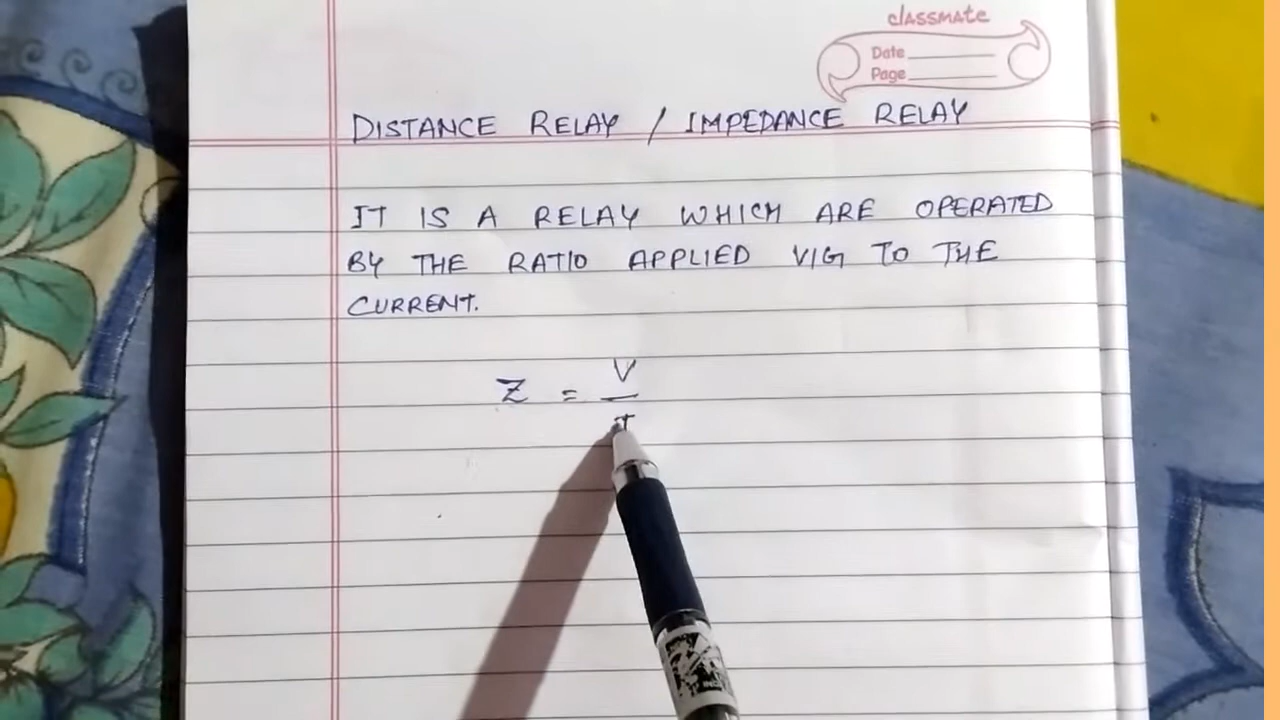 classmate
Date
Page
DISTANCE RELAY / IMPEDANCE RELAY
IT IS A RELAY WHICH ARE OPERATED
BY THE RATIO APPLIED V/G TO THE
CURRENT.
Z = V
I